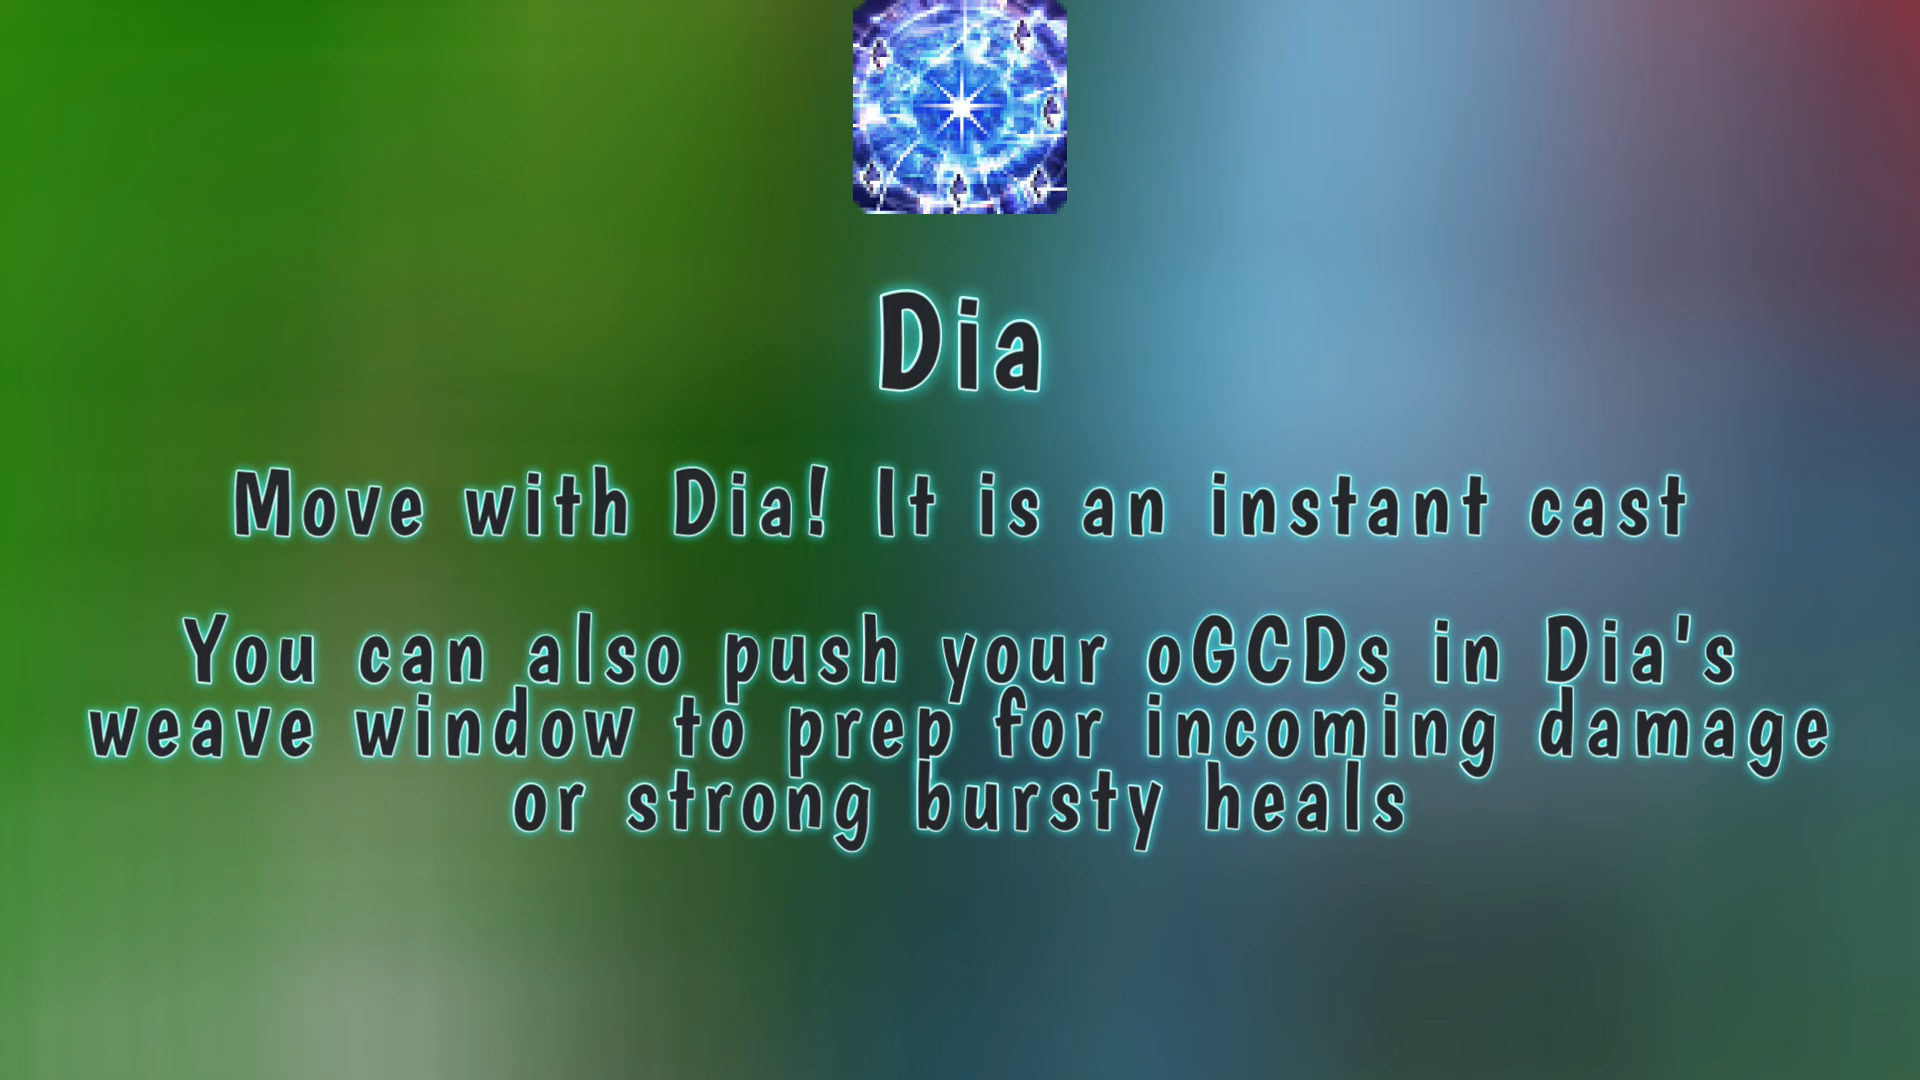 Dia
Move with Dia! It is an instant cast
You can also push your oGCDs in Dia's
weave window to prep for incoming damage
or strong bursty heals